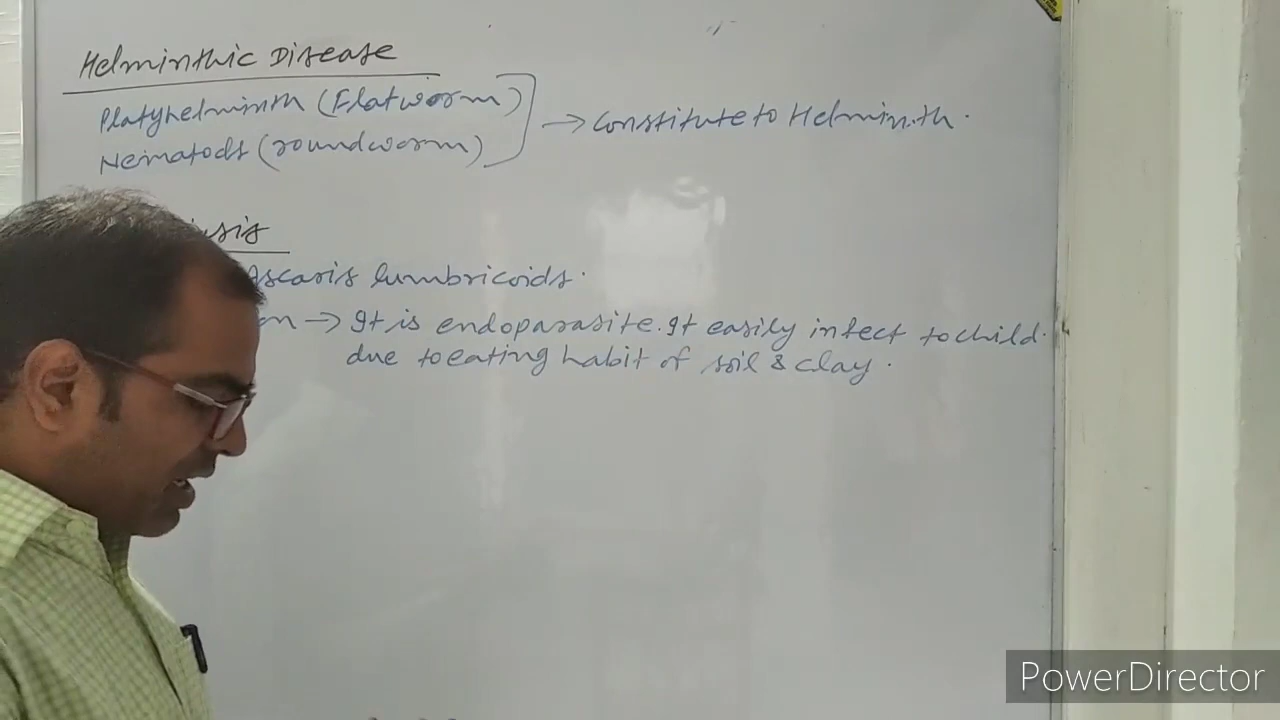 Helminthic Disease
Platyhelminth (Flatworm)
Nematods (roundworm)
→ constitute to Helminth.
Ascaris lumbricoids.
→ It is endoparasite. It easily infect to child.
due to eating habit of soil & clay.
PowerDirector